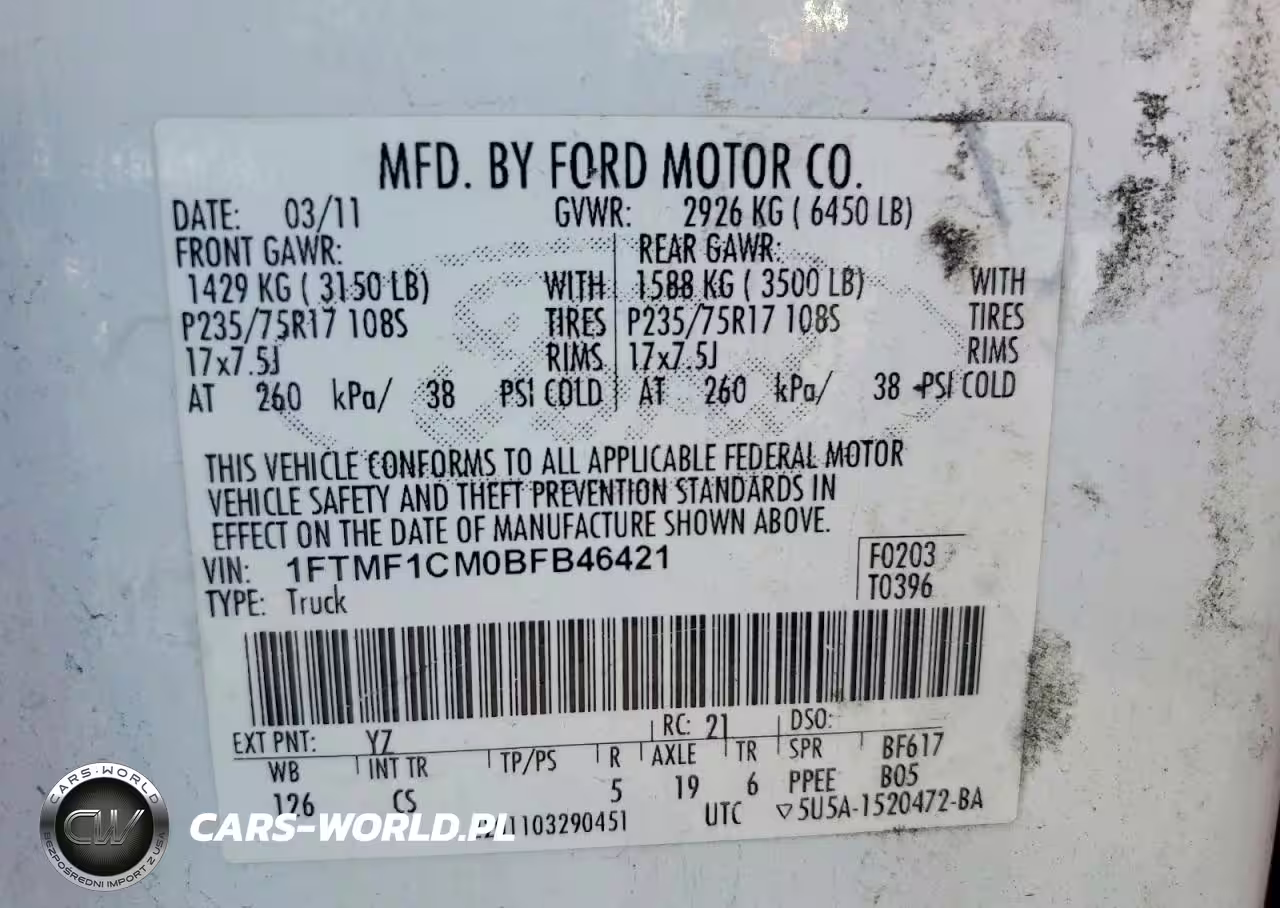 MFD. BY FORD MOTOR CO.
DATE: 03/11 GVWR: 2926 KG ( 6450 LB)
FRONT GAWR: REAR GAWR:
1429 KG ( 3150 LB) WITH 1588 KG ( 3500 LB) WITH
P235/75R17 108S TIRES P235/75R17 108S TIRES
17x7.5J RIMS 17x7.5J RIMS
AT 260 kPa/ 38 PSI COLD AT 260 kPa/ 38 PSI COLD
THIS VEHICLE CONFORMS TO ALL APPLICABLE FEDERAL MOTOR
VEHICLE SAFETY AND THEFT PREVENTION STANDARDS IN
EFFECT ON THE DATE OF MANUFACTURE SHOWN ABOVE.
VIN: 1FTMF1CM0BFB46421 F0203
TYPE: Truck T0396
EXT PNT: YZ RC: 21 DSO:
WB INT TR TP/PS R AXLE TR SPR BF617
126 CS 5 19 6 PPEE B05
1103290451 UTC ▽5U5A-1520472-BA
CARS-WORLD
CW
BEZPOŚREDNI IMPORT Z USA
CARS-WORLD.PL